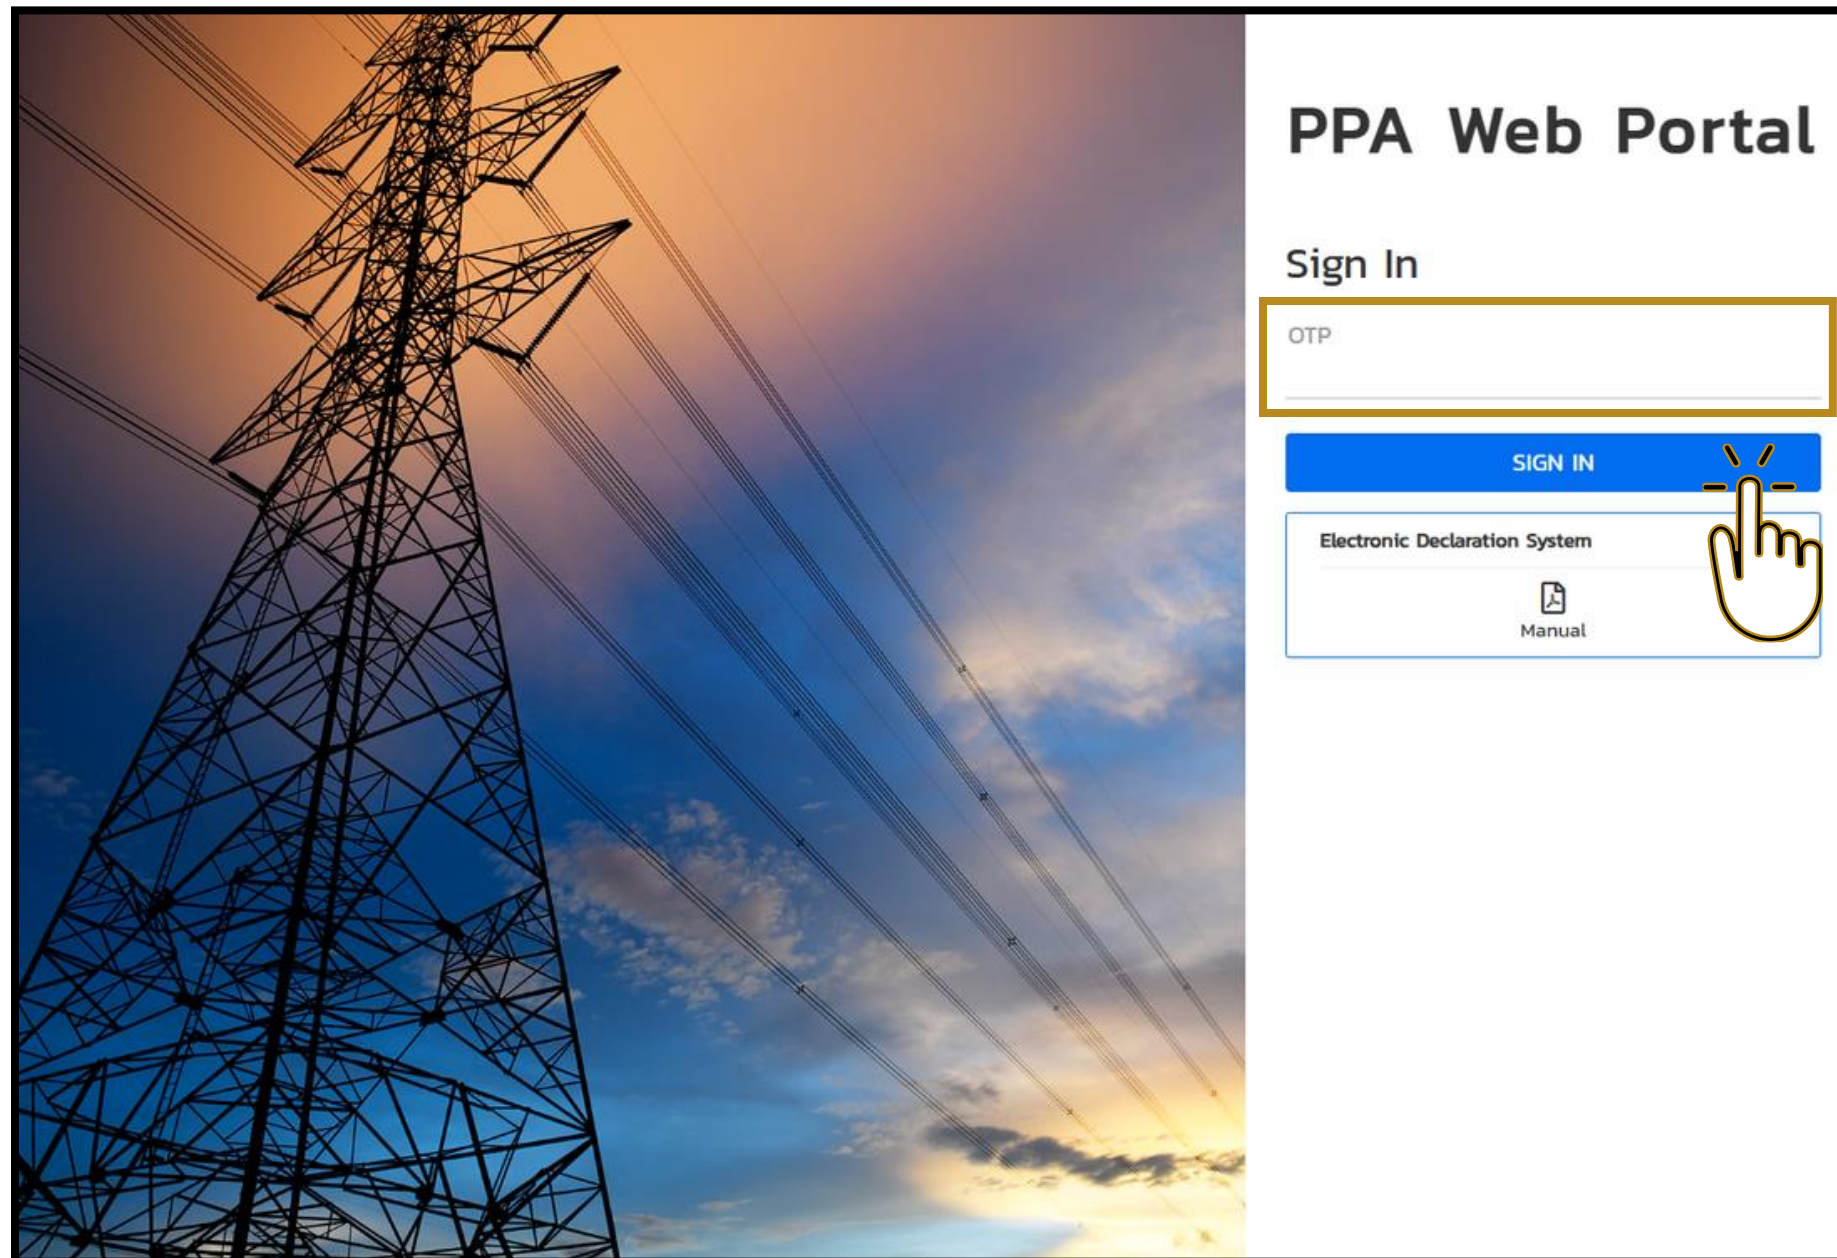 PPA Web Portal
Sign In
OTP
SIGN IN
Electronic Declaration System
Manual